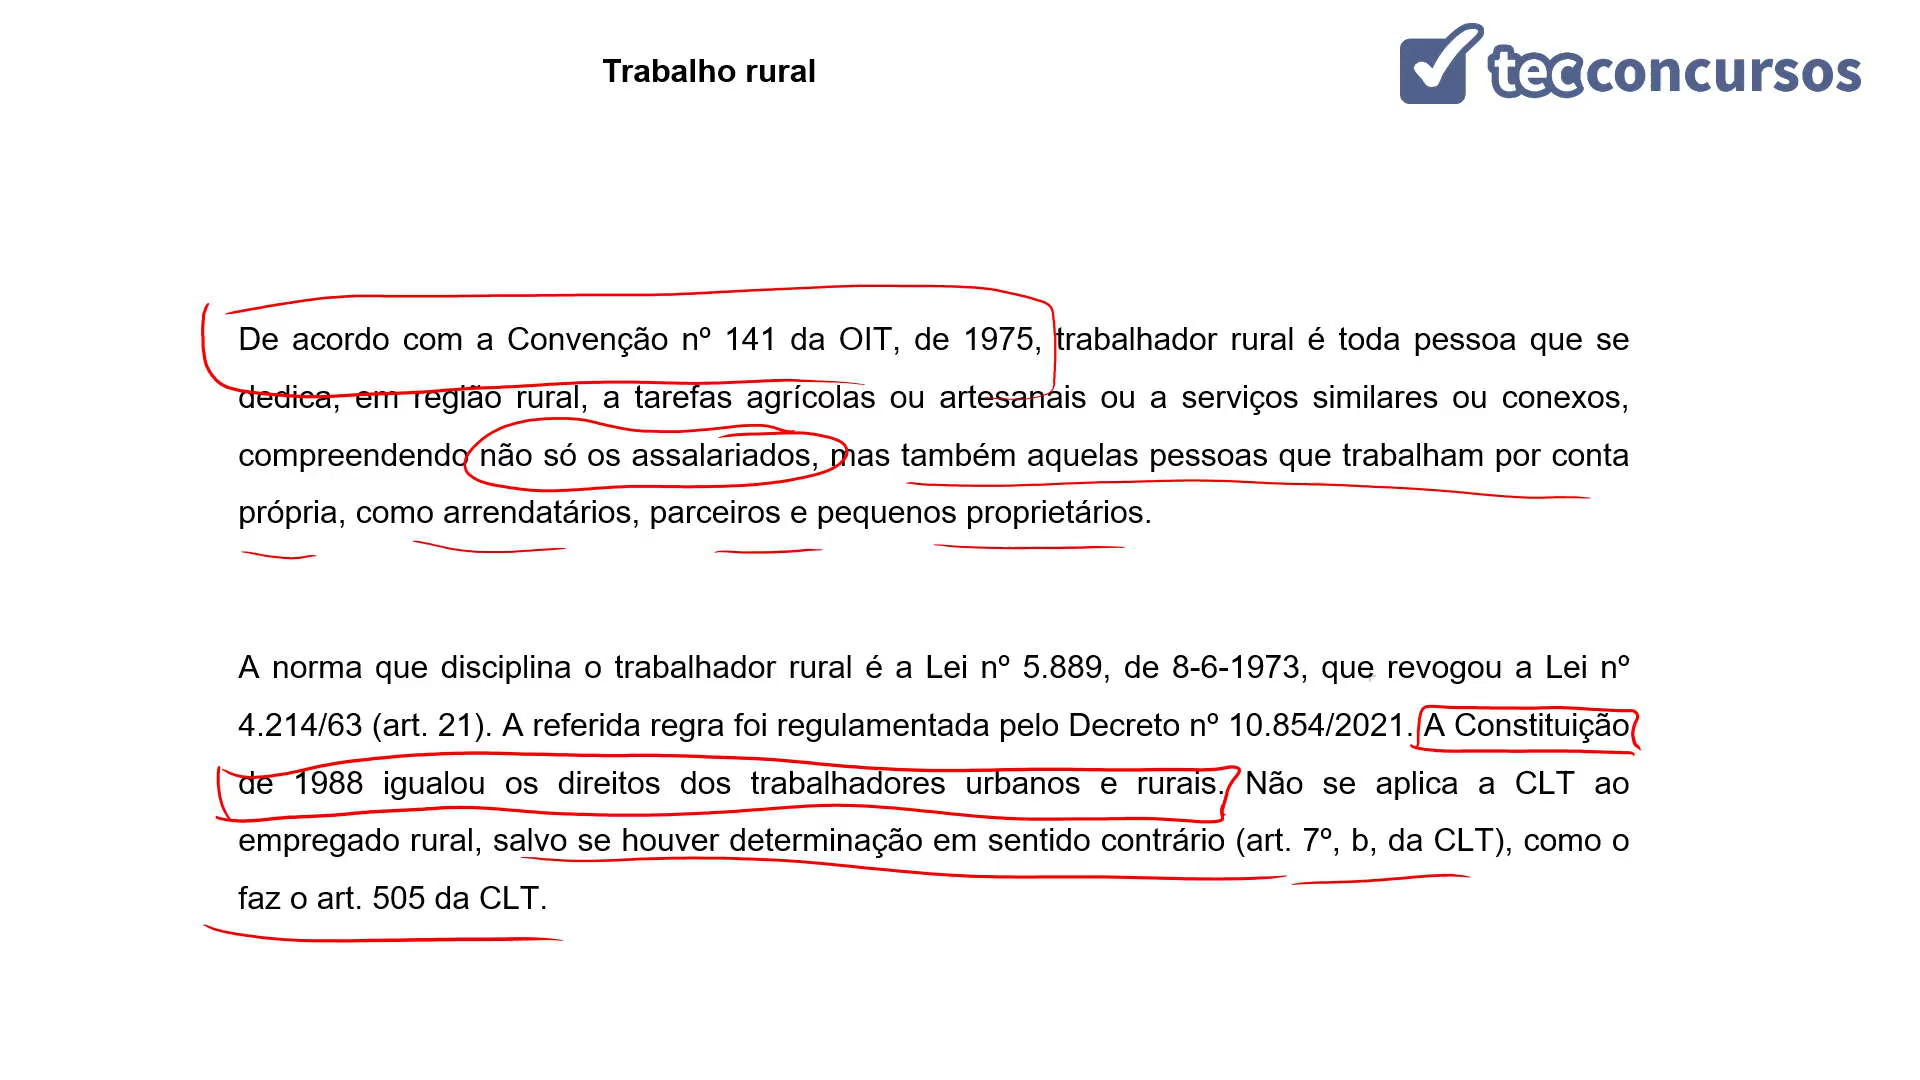 Trabalho rural
tecconcursos
De acordo com a Convenção nº 141 da OIT, de 1975, trabalhador rural é toda pessoa que se
dedica, em região rural, a tarefas agrícolas ou artesanais ou a serviços similares ou conexos,
compreendendo não só os assalariados, mas também aquelas pessoas que trabalham por conta
própria, como arrendatários, parceiros e pequenos proprietários.
A norma que disciplina o trabalhador rural é a Lei nº 5.889, de 8-6-1973, que revogou a Lei nº
4.214/63 (art. 21). A referida regra foi regulamentada pelo Decreto nº 10.854/2021. A Constituição
de 1988 igualou os direitos dos trabalhadores urbanos e rurais. Não se aplica a CLT ao
empregado rural, salvo se houver determinação em sentido contrário (art. 7º, b, da CLT), como o
faz o art. 505 da CLT.